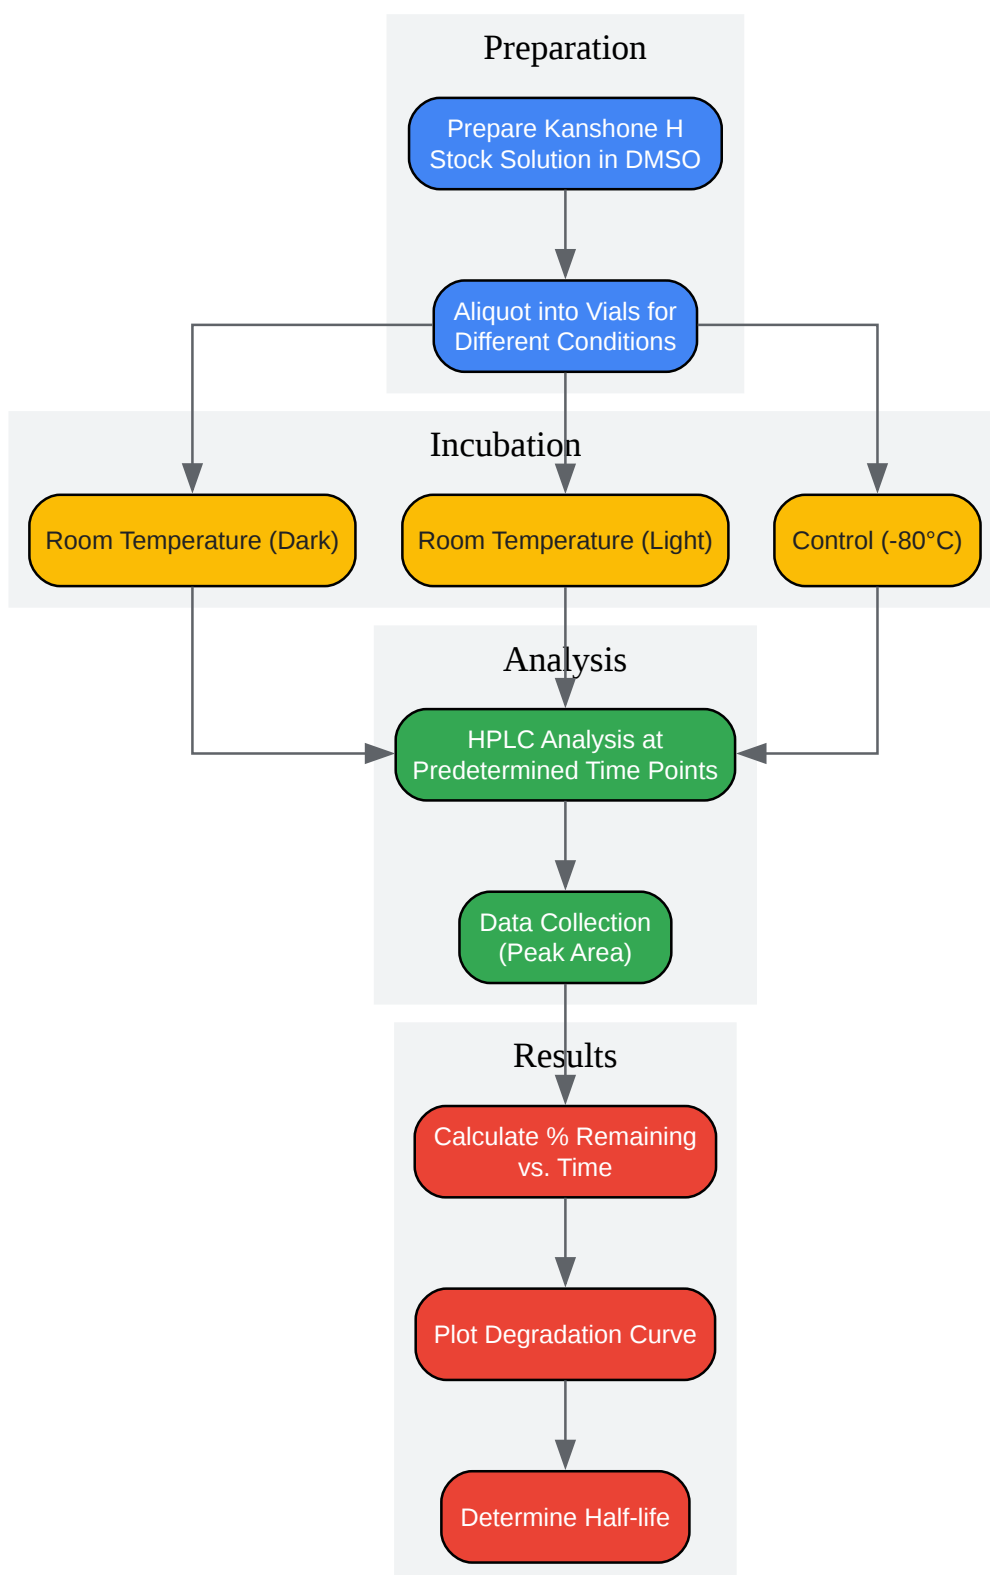 Preparation
Prepare Kanshone H
Stock Solution in DMSO
Aliquot into Vials for
Different Conditions
Incubation
Room Temperature (Dark)
Room Temperature (Light)
Control (-80°C)
Analysis
HPLC Analysis at
Predetermined Time Points
Data Collection
(Peak Area)
Results
Calculate % Remaining
vs. Time
Plot Degradation Curve
Determine Half-life